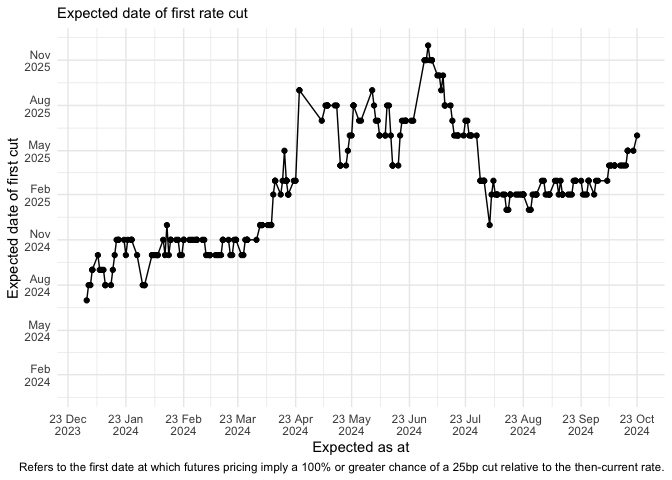 Expected date of first rate cut
Expected date of first cut
Nov
2025
Aug
2025
May
2025
Feb
2025
Nov
2024
Aug
2024
May
2024
Feb
2024
23 Dec 23 Jan 23 Feb 23 Mar 23 Apr 23 May 23 Jun 23 Jul 23 Aug 23 Sep 23 Oct
2023 2024 2024 2024 2024 2024 2024 2024 2024 2024 2024
Expected as at
Refers to the first date at which futures pricing imply a 100% or greater chance of a 25bp cut relative to the then-current rate.